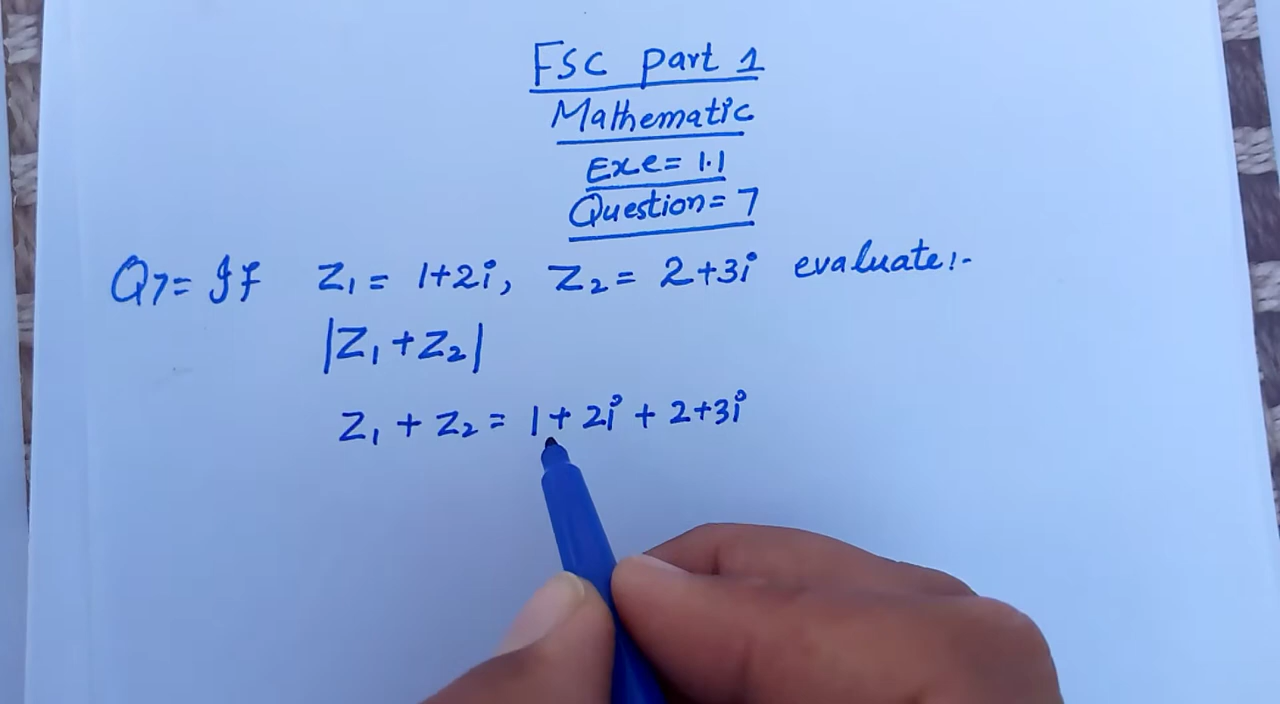 FSC part 1
Mathematic
Exe= 1.1
Question= 7
Q7= If Z₁ = 1+2i, Z₂ = 2+3i evaluate:-
|Z₁+Z₂|
Z₁ + Z₂ = 1+ 2i + 2+3i